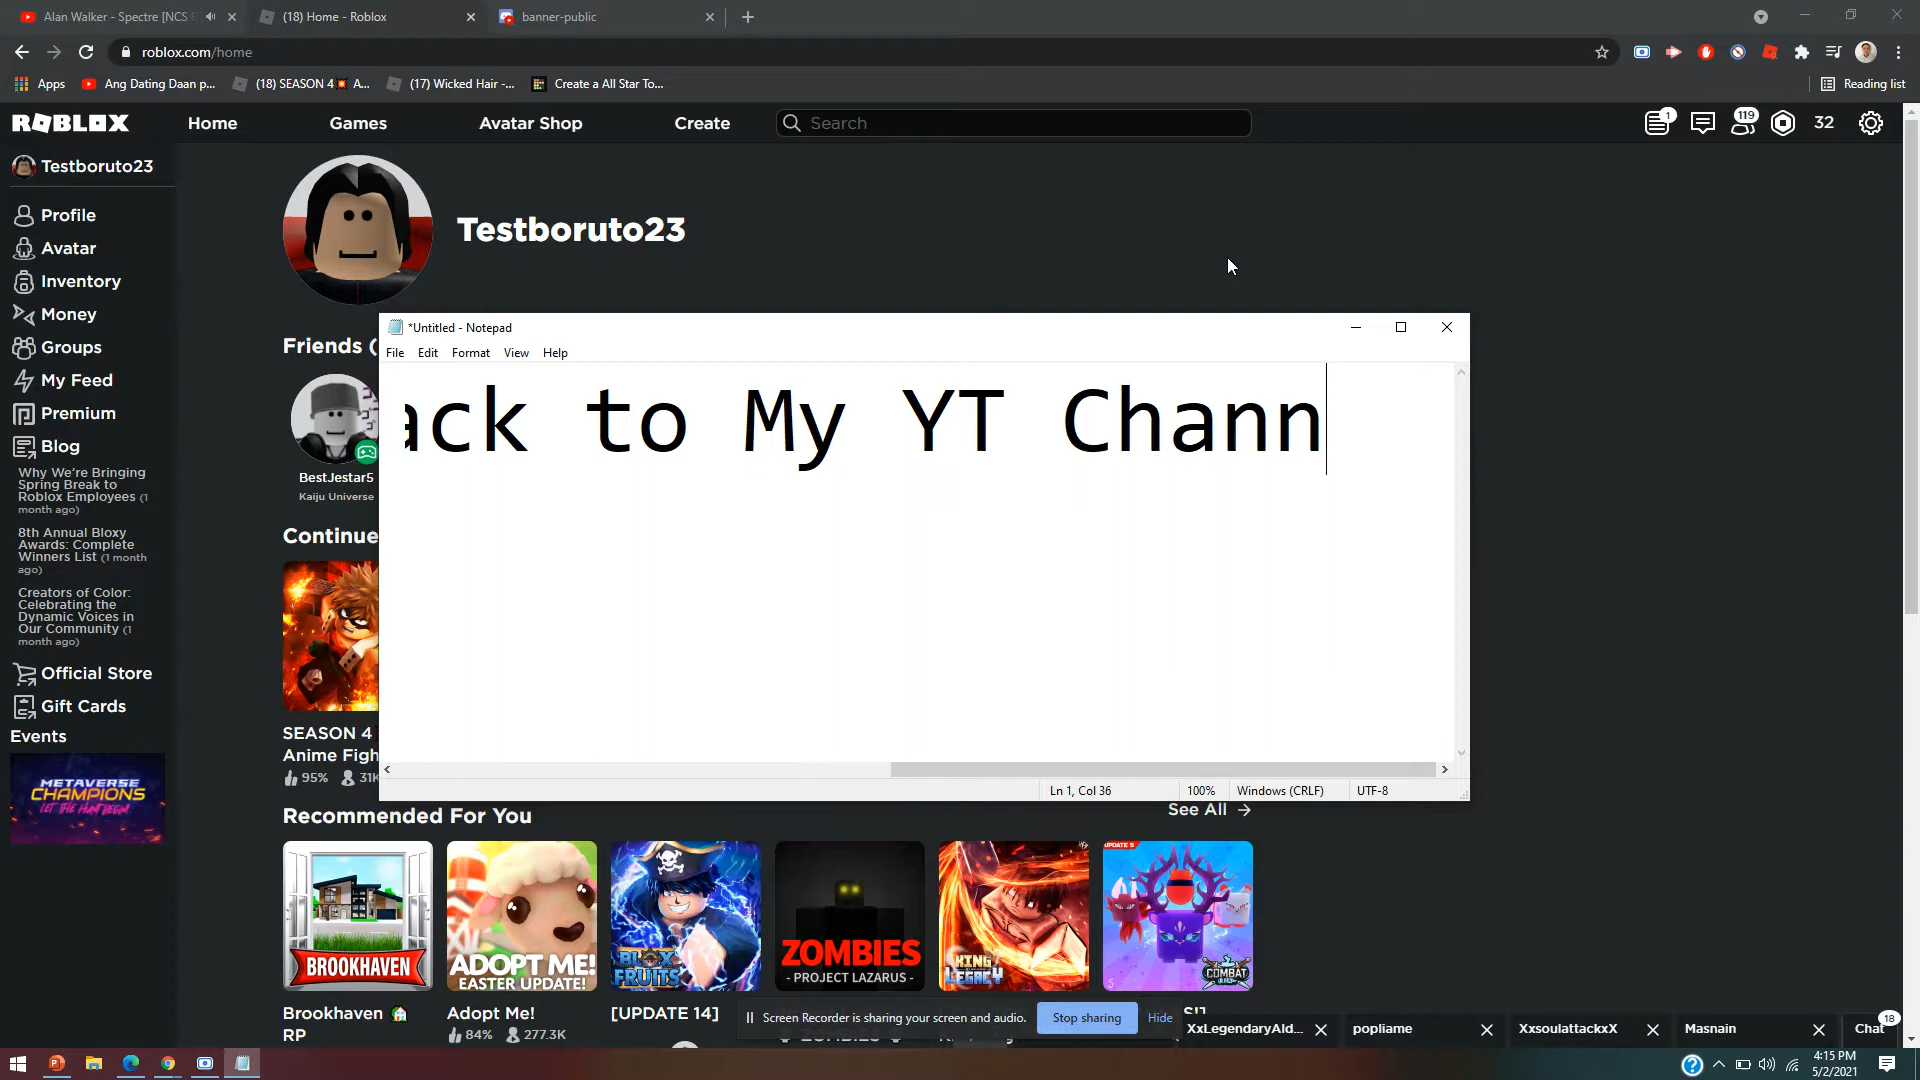 Alan Walker - Spectre [NCS R
(18) Home - Roblox
banner-public
roblox.com/home
Apps
Ang Dating Daan p...
(18) SEASON 4💥 A...
(17) Wicked Hair -...
Create a All Star To...
Reading list
ROBLOX
Home
Games
Avatar Shop
Create
Search
1
119
32
Testboruto23
Profile
Avatar
Inventory
Money
Groups
My Feed
Premium
Blog
Why We're Bringing
Spring Break to
Roblox Employees (1
month ago)
8th Annual Bloxy
Awards: Complete
Winners List (1 month
ago)
Creators of Color:
Celebrating the
Dynamic Voices in
Our Community (1
month ago)
Official Store
Gift Cards
Events
METAVERSE
CHAMPIONS
LET THE HUNT BEGIN!
Testboruto23
Friends (
BestJestar5
Kaiju Universe
Continue
SEASON 4
Anime Figh
95% 31K
*Untitled - Notepad
File Edit Format View Help
ack to My YT Chann
Ln 1, Col 36
100%
Windows (CRLF)
UTF-8
Recommended For You
See All
BROOKHAVEN
ADOPT ME!
EASTER UPDATE!
BLOX
FRUITS
ZOMBIES
- PROJECT LAZARUS -
KING
LEGACY
UPDATE 5
COMBAT
Brookhaven 🏠
RP
Adopt Me!
84% 277.3K
[UPDATE 14]
Screen Recorder is sharing your screen and audio.
Stop sharing
Hide
XxLegendaryAld...
popliame
XxsoulattackxX
Masnain
Chat
18
4:15 PM
5/2/2021